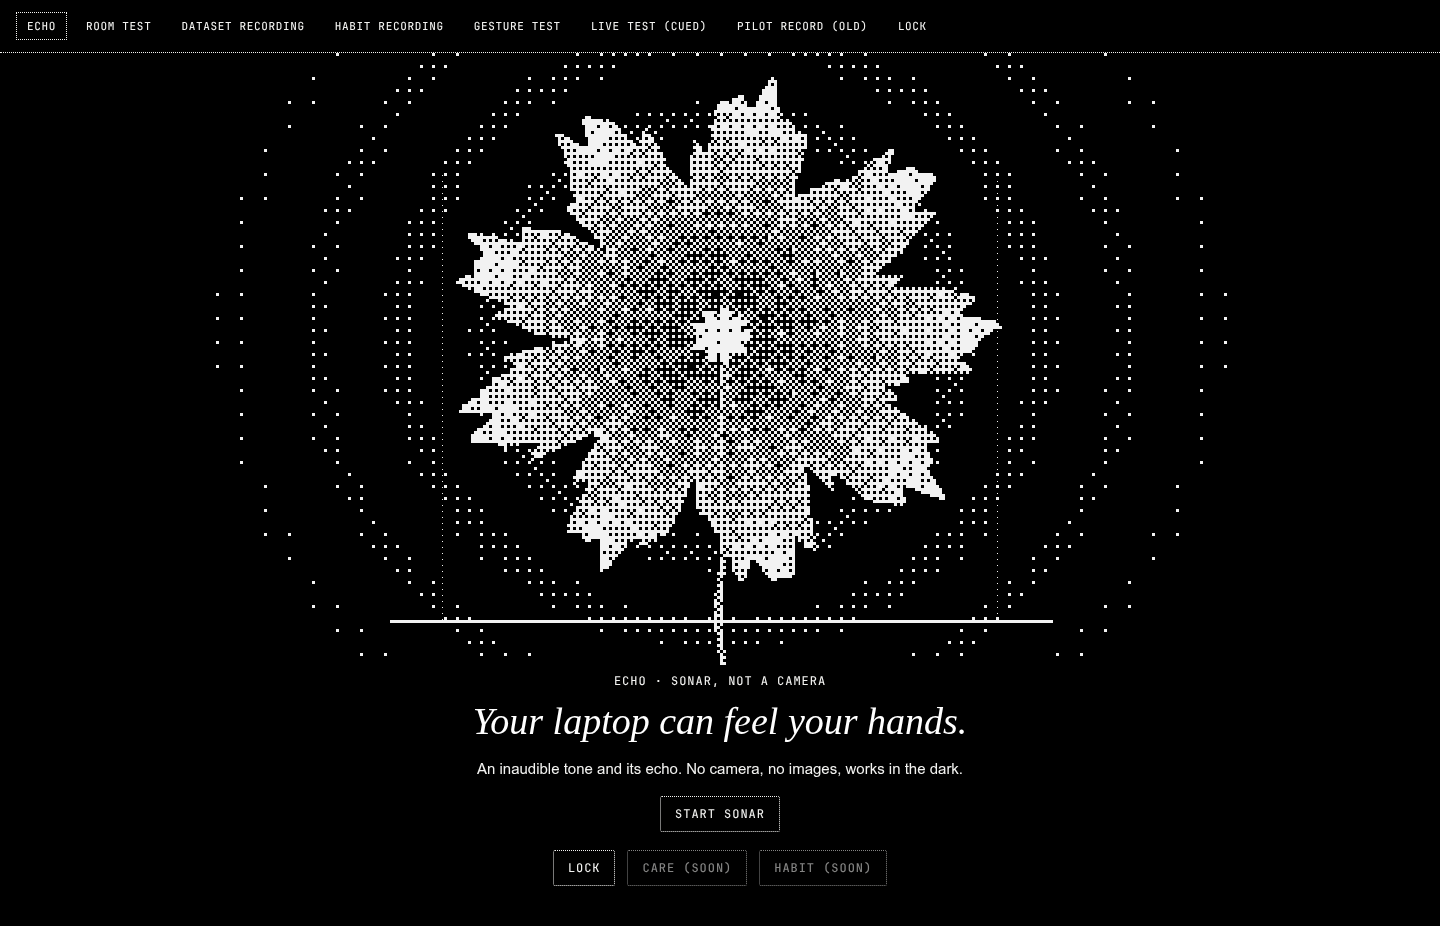 ECHO ROOM TEST DATASET RECORDING HABIT RECORDING GESTURE TEST LIVE TEST (CUED) PILOT RECORD (OLD) LOCK
ECHO · SONAR, NOT A CAMERA
Your laptop can feel your hands.
An inaudible tone and its echo. No camera, no images, works in the dark.
START SONAR
LOCK CARE (SOON) HABIT (SOON)